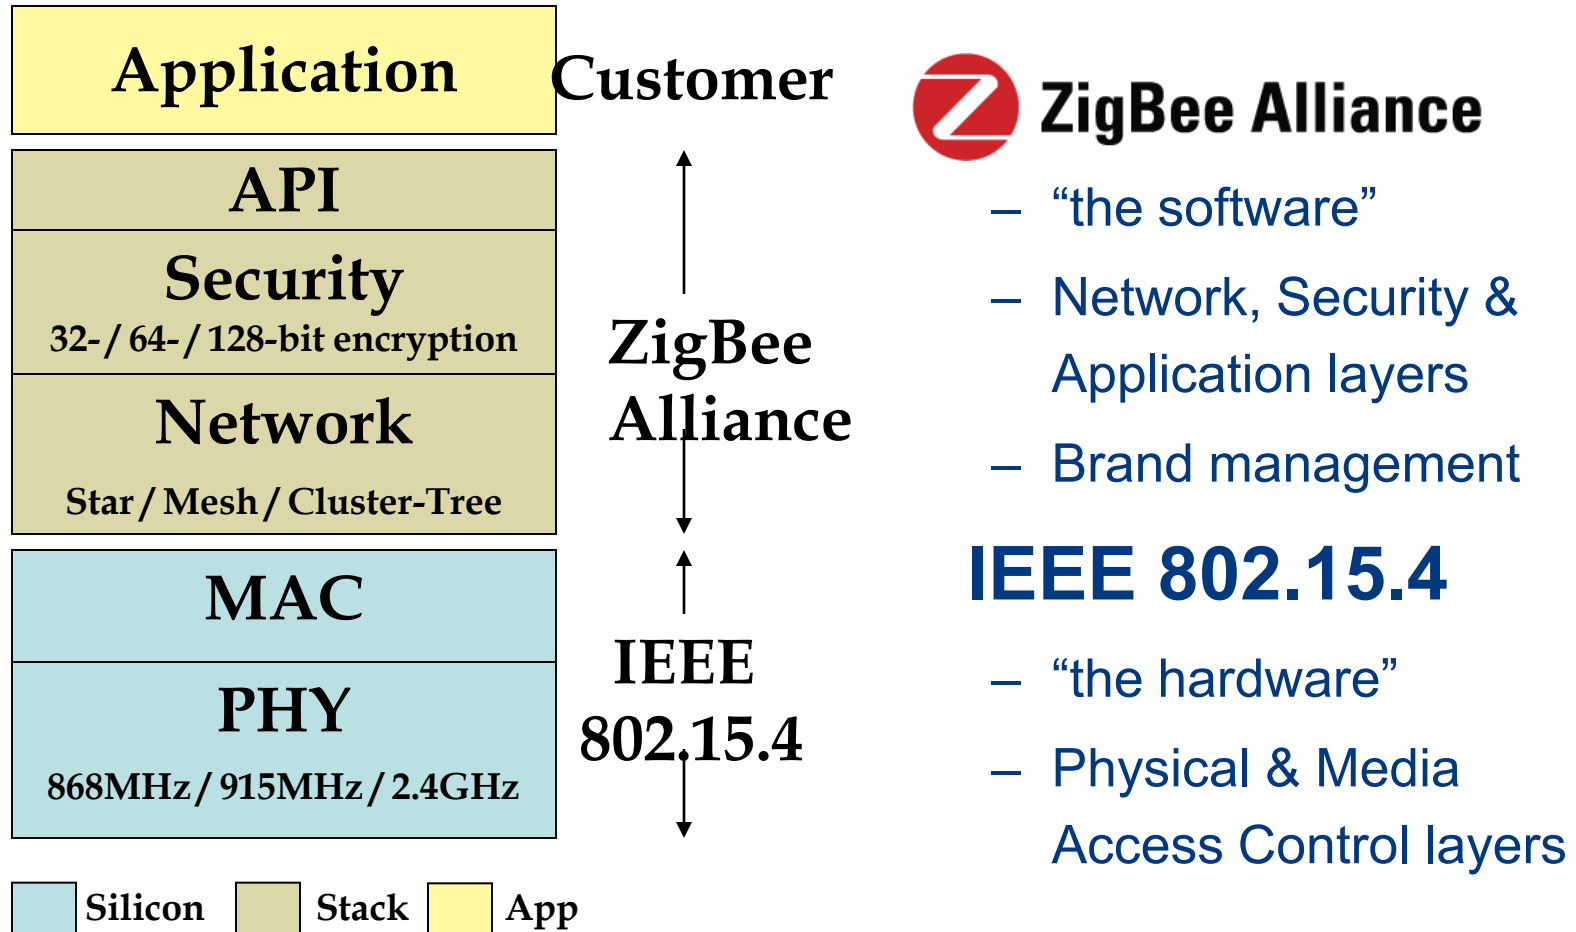 Application
Customer
API
Security
32- / 64- / 128-bit encryption
Network
Star / Mesh / Cluster-Tree
ZigBee
Alliance
MAC
PHY
868MHz / 915MHz / 2.4GHz
IEEE
802.15.4
Silicon
Stack
App
ZigBee Alliance
– “the software”
– Network, Security &
Application layers
– Brand management
IEEE 802.15.4
– “the hardware”
– Physical & Media
Access Control layers